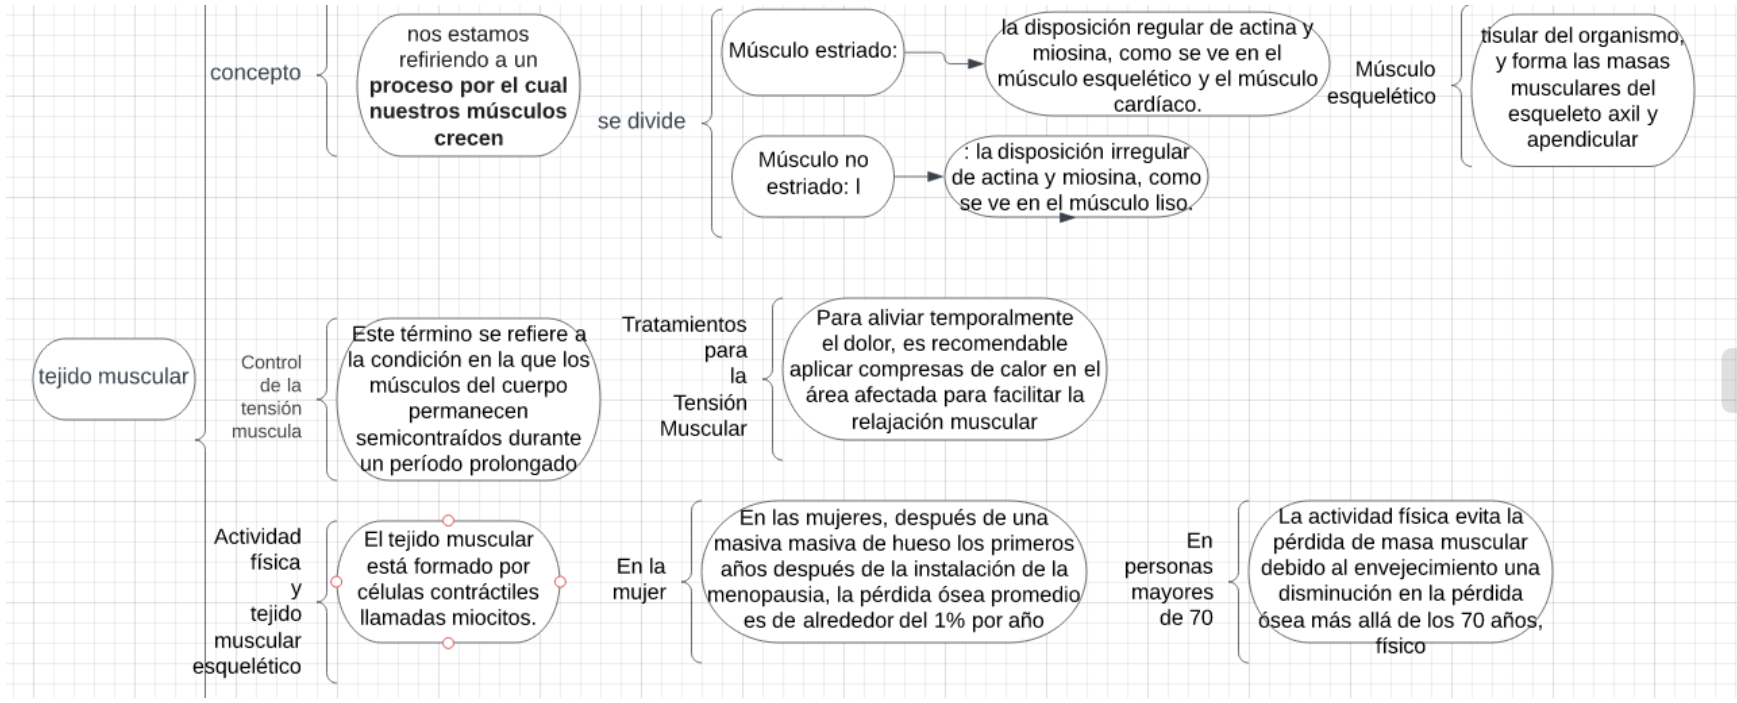 tejido muscular
concepto
nos estamos
refiriendo a un
proceso por el cual
nuestros músculos
crecen
se divide
Músculo estriado:
la disposición regular de actina y
miosina, como se ve en el
músculo esquelético y el músculo
cardíaco.
Músculo no
estriado: l
: la disposición irregular
de actina y miosina, como
se ve en el músculo liso.
Músculo
esquelético
tisular del organismo,
y forma las masas
musculares del
esqueleto axil y
apendicular
Control
de la
tensión
muscula
Este término se refiere a
la condición en la que los
músculos del cuerpo
permanecen
semicontraídos durante
un período prolongado
Tratamientos
para
la
Tensión
Muscular
Para aliviar temporalmente
el dolor, es recomendable
aplicar compresas de calor en el
área afectada para facilitar la
relajación muscular
Actividad
física
y
tejido
muscular
esquelético
El tejido muscular
está formado por
células contráctiles
llamadas miocitos.
En la
mujer
En las mujeres, después de una
masiva masiva de hueso los primeros
años después de la instalación de la
menopausia, la pérdida ósea promedio
es de alrededor del 1% por año
En
personas
mayores
de 70
La actividad física evita la
pérdida de masa muscular
debido al envejecimiento una
disminución en la pérdida
ósea más allá de los 70 años,
físico